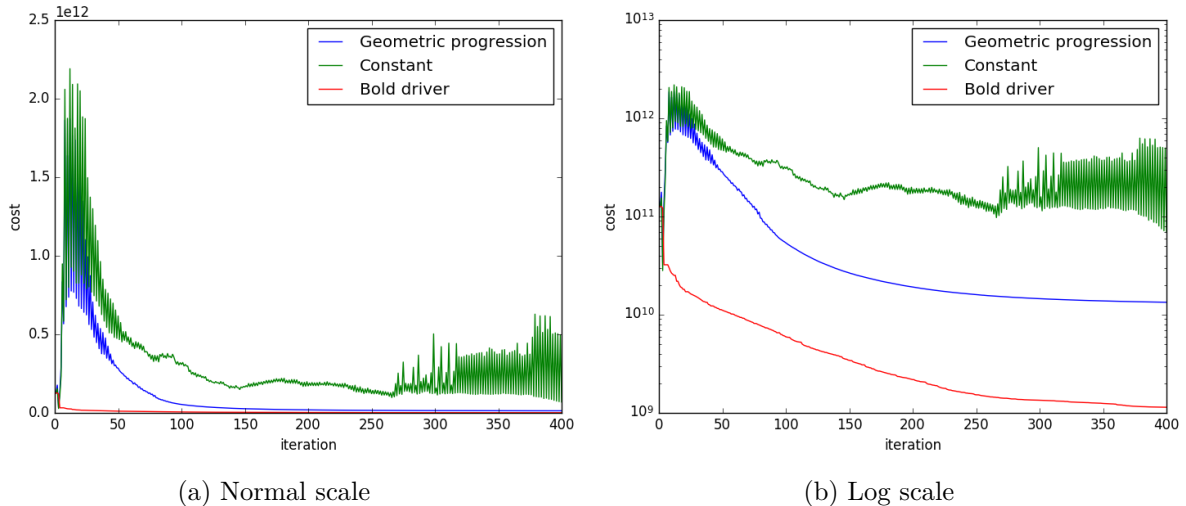 1e12
2.5
2.0
1.5
1.0
0.5
0.0
cost
0 50 100 150 200 250 300 350 400
iteration
Geometric progression
Constant
Bold driver
(a) Normal scale
10^13
10^12
10^11
10^10
10^9
cost
0 50 100 150 200 250 300 350 400
iteration
Geometric progression
Constant
Bold driver
(b) Log scale